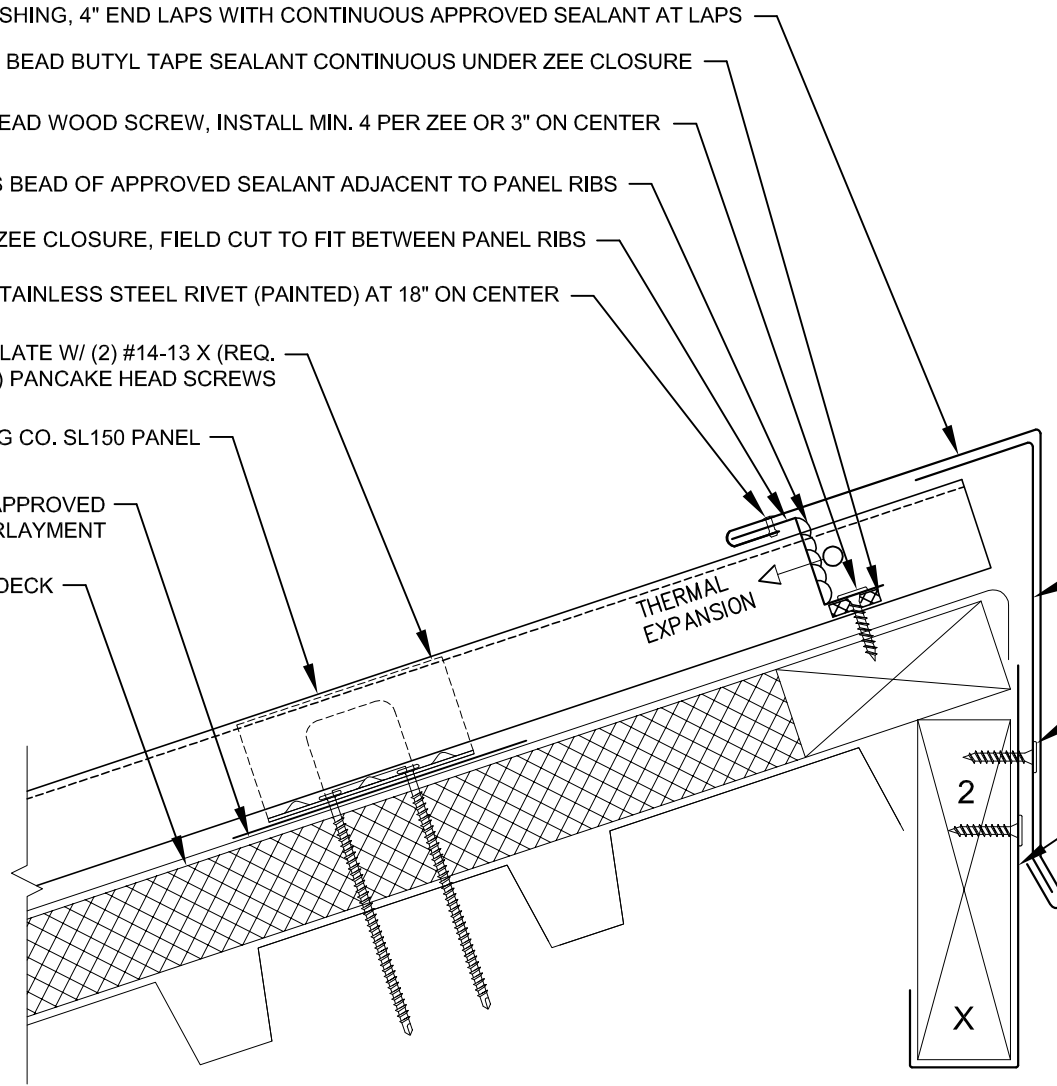 SHING, 4" END LAPS WITH CONTINUOUS APPROVED SEALANT AT LAPS
BEAD BUTYL TAPE SEALANT CONTINUOUS UNDER ZEE CLOSURE
EAD WOOD SCREW, INSTALL MIN. 4 PER ZEE OR 3" ON CENTER
S BEAD OF APPROVED SEALANT ADJACENT TO PANEL RIBS
ZEE CLOSURE, FIELD CUT TO FIT BETWEEN PANEL RIBS
TAINLESS STEEL RIVET (PAINTED) AT 18" ON CENTER
LATE W/ (2) #14-13 X (REQ.
) PANCAKE HEAD SCREWS
G CO. SL150 PANEL
APPROVED
RLAYMENT
DECK
THERMAL
EXPANSION
2
X